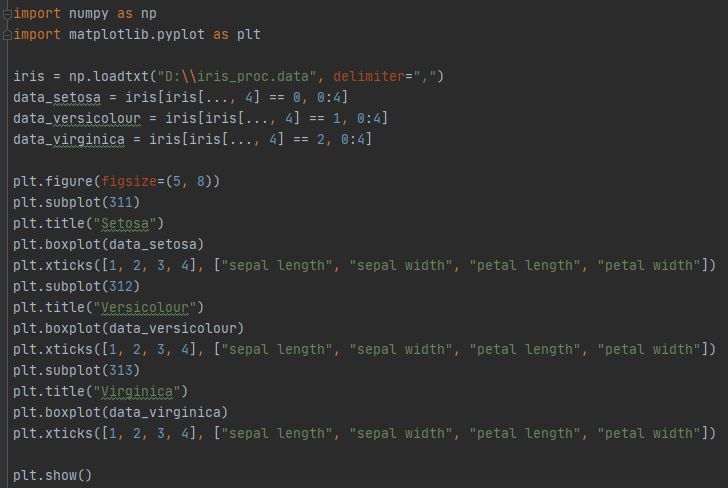 import numpy as np
import matplotlib.pyplot as plt
iris = np.loadtxt("D:\\iris_proc.data", delimiter=",")
data_setosa = iris[iris[..., 4] == 0, 0:4]
data_versicolour = iris[iris[..., 4] == 1, 0:4]
data_virginica = iris[iris[..., 4] == 2, 0:4]
plt.figure(figsize=(5, 8))
plt.subplot(311)
plt.title("Setosa")
plt.boxplot(data_setosa)
plt.xticks([1, 2, 3, 4], ["sepal length", "sepal width", "petal length", "petal width"])
plt.subplot(312)
plt.title("Versicolour")
plt.boxplot(data_versicolour)
plt.xticks([1, 2, 3, 4], ["sepal length", "sepal width", "petal length", "petal width"])
plt.subplot(313)
plt.title("Virginica")
plt.boxplot(data_virginica)
plt.xticks([1, 2, 3, 4], ["sepal length", "sepal width", "petal length", "petal width"])
plt.show()